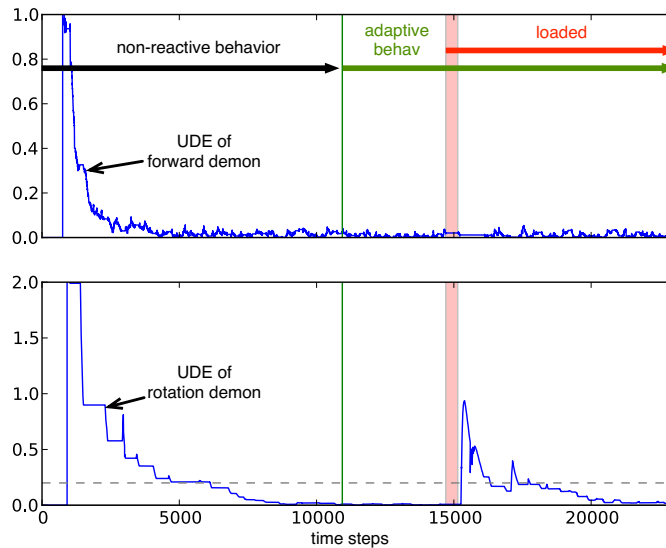 1.0
0.8
0.6
0.4
0.2
0.0
non-reactive behavior
adaptive
behav
loaded
UDE of
forward demon
2.0
1.5
1.0
0.5
0.0
UDE of
rotation demon
0
5000
10000
15000
20000
time steps